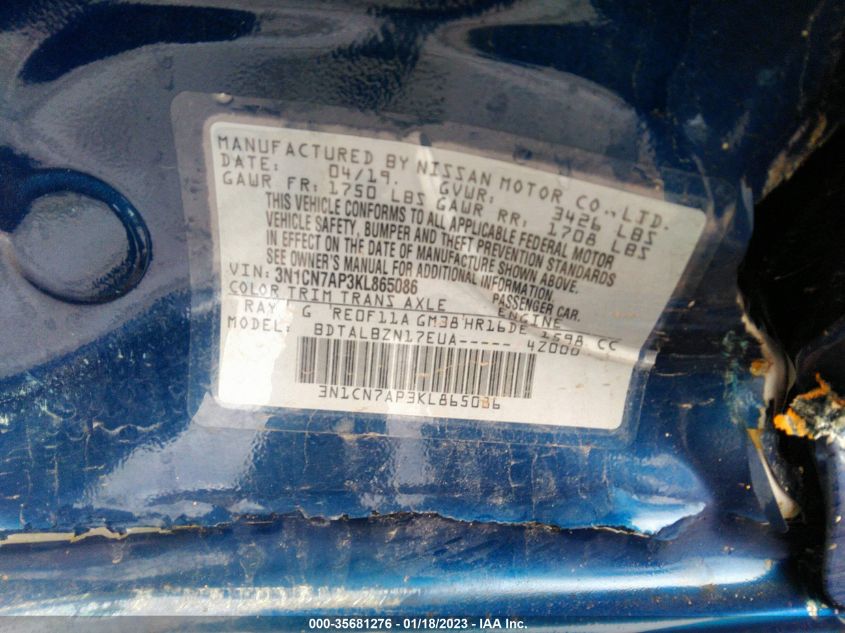 MANUFACTURED BY NISSAN MOTOR CO., LTD.
DATE: 04/19. GVWR: 3426 LBS
GAWR FR: 1750 LBS GAWR RR: 1708 LBS
THIS VEHICLE CONFORMS TO ALL APPLICABLE FEDERAL MOTOR
VEHICLE SAFETY, BUMPER AND THEFT PREVENTION STANDARDS
IN EFFECT ON THE DATE OF MANUFACTURE SHOWN ABOVE.
SEE OWNER'S MANUAL FOR ADDITIONAL INFORMATION
VIN: 3N1CN7AP3KL865086 PASSENGER CAR.
COLOR TRIM TRANS AXLE ENGINE
RAY G RE0F11A GM38 HR16DE 1598 CC
MODEL: BDTALBZN17EUA----- 4Z000
3N1CN7AP3KL865086
000-35681276 - 01/18/2023 - IAA Inc.